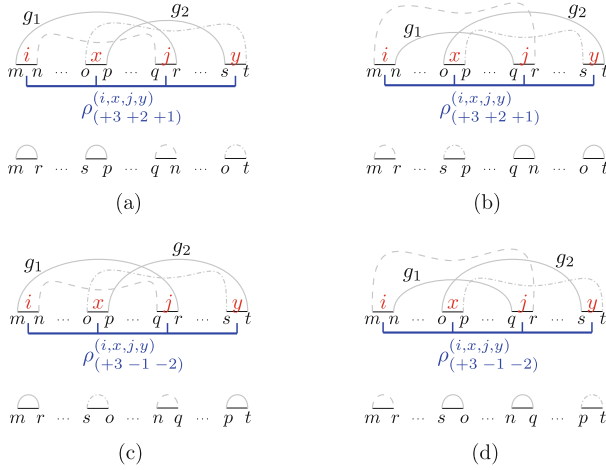 g₁ g₂
i x j y
m n ··· o p ··· q r ··· s t
ρ^{(i,x,j,y)}_{(+3 +2 +1)}
m r ··· s p ··· q n ··· o t
(a)
g₂
g₁
i x j y
m n ··· o p ··· q r ··· s t
ρ^{(i,x,j,y)}_{(+3 +2 +1)}
m r ··· s p ··· q n ··· o t
(b)
g₁ g₂
i x j y
m n ··· o p ··· q r ··· s t
ρ^{(i,x,j,y)}_{(+3 −1 −2)}
m r ··· s o ··· n q ··· p t
(c)
g₂
g₁
i x j y
m n ··· o p ··· q r ··· s t
ρ^{(i,x,j,y)}_{(+3 −1 −2)}
m r ··· s o ··· n q ··· p t
(d)